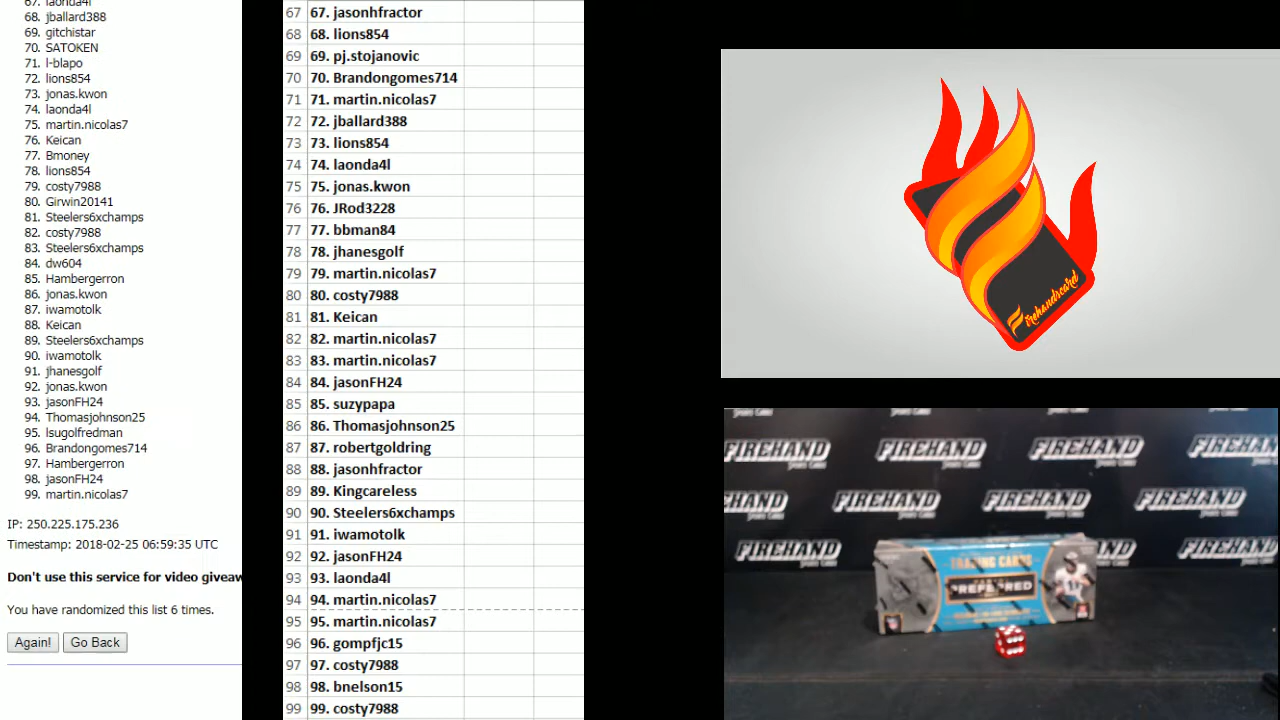 67. laonda4l
68. jballard388
69. gitchistar
70. SATOKEN
71. l-blapo
72. lions854
73. jonas.kwon
74. laonda4l
75. martin.nicolas7
76. Keican
77. Bmoney
78. lions854
79. costy7988
80. Girwin20141
81. Steelers6xchamps
82. costy7988
83. Steelers6xchamps
84. dw604
85. Hambergerron
86. jonas.kwon
87. iwamotolk
88. Keican
89. Steelers6xchamps
90. iwamotolk
91. jhanesgolf
92. jonas.kwon
93. jasonFH24
94. Thomasjohnson25
95. lsugolfredman
96. Brandongomes714
97. Hambergerron
98. jasonFH24
99. martin.nicolas7
IP: 250.225.175.236
Timestamp: 2018-02-25 06:59:35 UTC
Don't use this service for video giveaw
You have randomized this list 6 times.
Again! Go Back
67 67. jasonhfractor
68 68. lions854
69 69. pj.stojanovic
70 70. Brandongomes714
71 71. martin.nicolas7
72 72. jballard388
73 73. lions854
74 74. laonda4l
75 75. jonas.kwon
76 76. JRod3228
77 77. bbman84
78 78. jhanesgolf
79 79. martin.nicolas7
80 80. costy7988
81 81. Keican
82 82. martin.nicolas7
83 83. martin.nicolas7
84 84. jasonFH24
85 85. suzypapa
86 86. Thomasjohnson25
87 87. robertgoldring
88 88. jasonhfractor
89 89. Kingcareless
90 90. Steelers6xchamps
91 91. iwamotolk
92 92. jasonFH24
93 93. laonda4l
94 94. martin.nicolas7
95 95. martin.nicolas7
96 96. gompfjc15
97 97. costy7988
98 98. bnelson15
99 99. costy7988
Firehandscard
FIREHAND FIREHAND FIREHAND
FIREHAND FIREHAND FIREHAND
FIREHAND
TRADING CARDS
PREFERRED